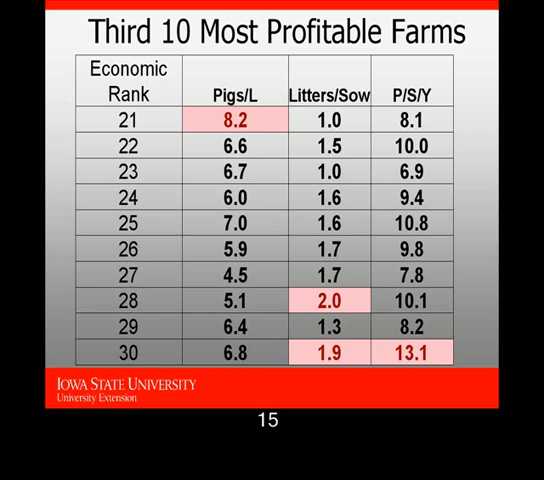 Third 10 Most Profitable Farms
Economic
Rank Pigs/L Litters/Sow P/S/Y
21 8.2 1.0 8.1
22 6.6 1.5 10.0
23 6.7 1.0 6.9
24 6.0 1.6 9.4
25 7.0 1.6 10.8
26 5.9 1.7 9.8
27 4.5 1.7 7.8
28 5.1 2.0 10.1
29 6.4 1.3 8.2
30 6.8 1.9 13.1
IOWA STATE UNIVERSITY
University Extension
15